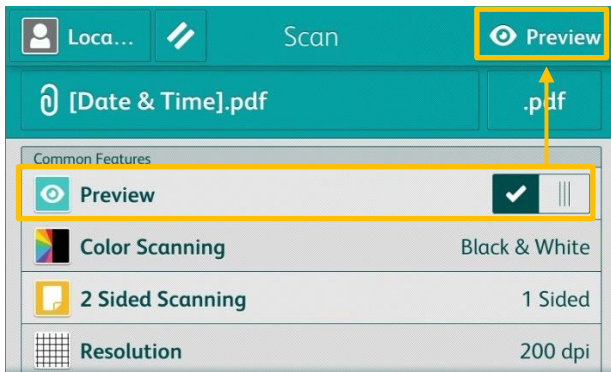 Loca... Scan Preview
[Date & Time].pdf .pdf
Common Features
Preview
Color Scanning Black & White
2 Sided Scanning 1 Sided
Resolution 200 dpi